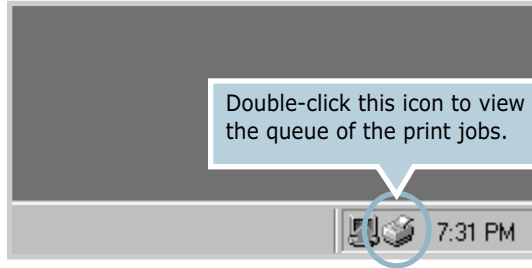 Double-click this icon to view
the queue of the print jobs.
7:31 PM